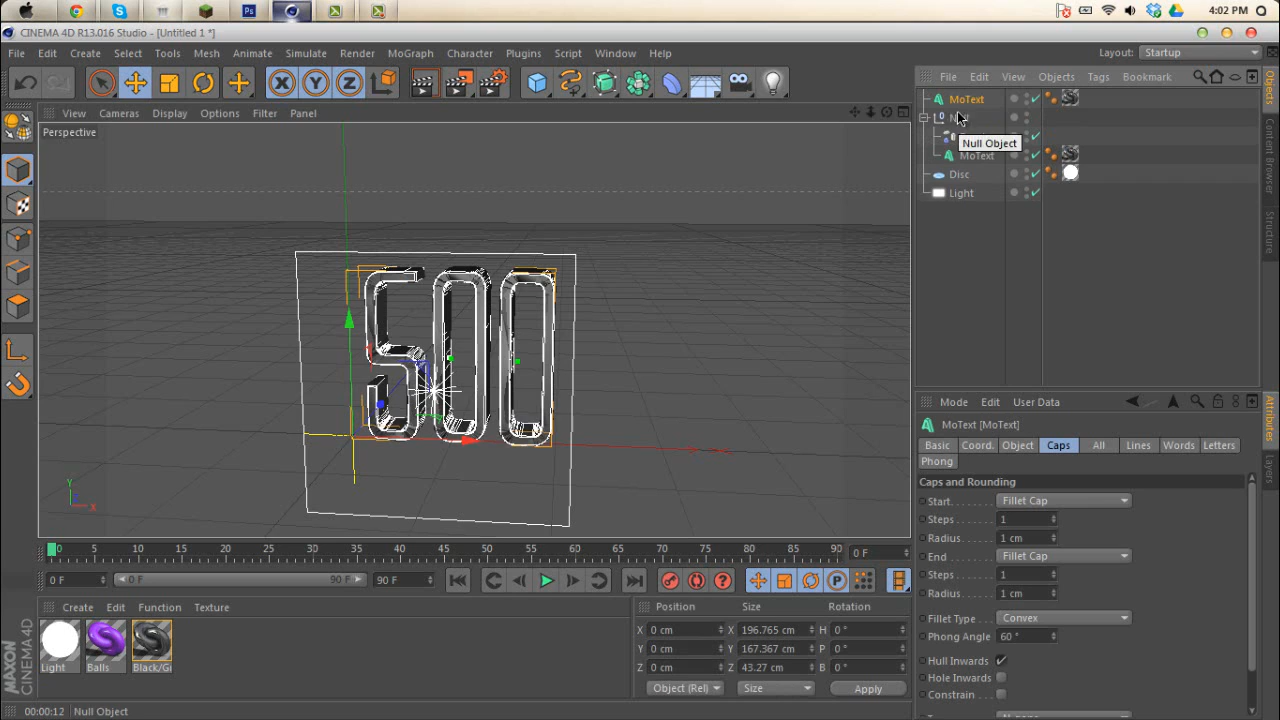 4:02 PM
CINEMA 4D R13.016 Studio - [Untitled 1 *]
File Edit Create Select Tools Mesh Animate Simulate Render MoGraph Character Plugins Script Window Help
Layout: Startup
X Y Z
File Edit View Objects Tags Bookmark
View Cameras Display Options Filter Panel
Perspective
MoText
Null Object
MoText
Disc
Light
Objects
Content Browser
Structure
500
Y
X
Mode Edit User Data
MoText [MoText]
Basic Coord. Object Caps All Lines Words Letters
Phong
Attributes
Layers
Caps and Rounding
Start. Fillet Cap
Steps 1
Radius. 1 cm
End Fillet Cap
Steps 1
Radius. 1 cm
Fillet Type Convex
Phong Angle 60 °
Hull Inwards
Hole Inwards
Constrain
0 5 10 15 20 25 30 35 40 45 50 55 60 65 70 75 80 85 90 0 F
0 F 0 F 90 F 90 F
Create Edit Function Texture
Light Balls Black/Gr
Position Size Rotation
X 0 cm X 196.765 cm H 0 °
Y 0 cm Y 167.367 cm P 0 °
Z 0 cm Z 43.27 cm B 0 °
Object (Rel) Size Apply
MAXON CINEMA 4D
00:00:12 Null Object